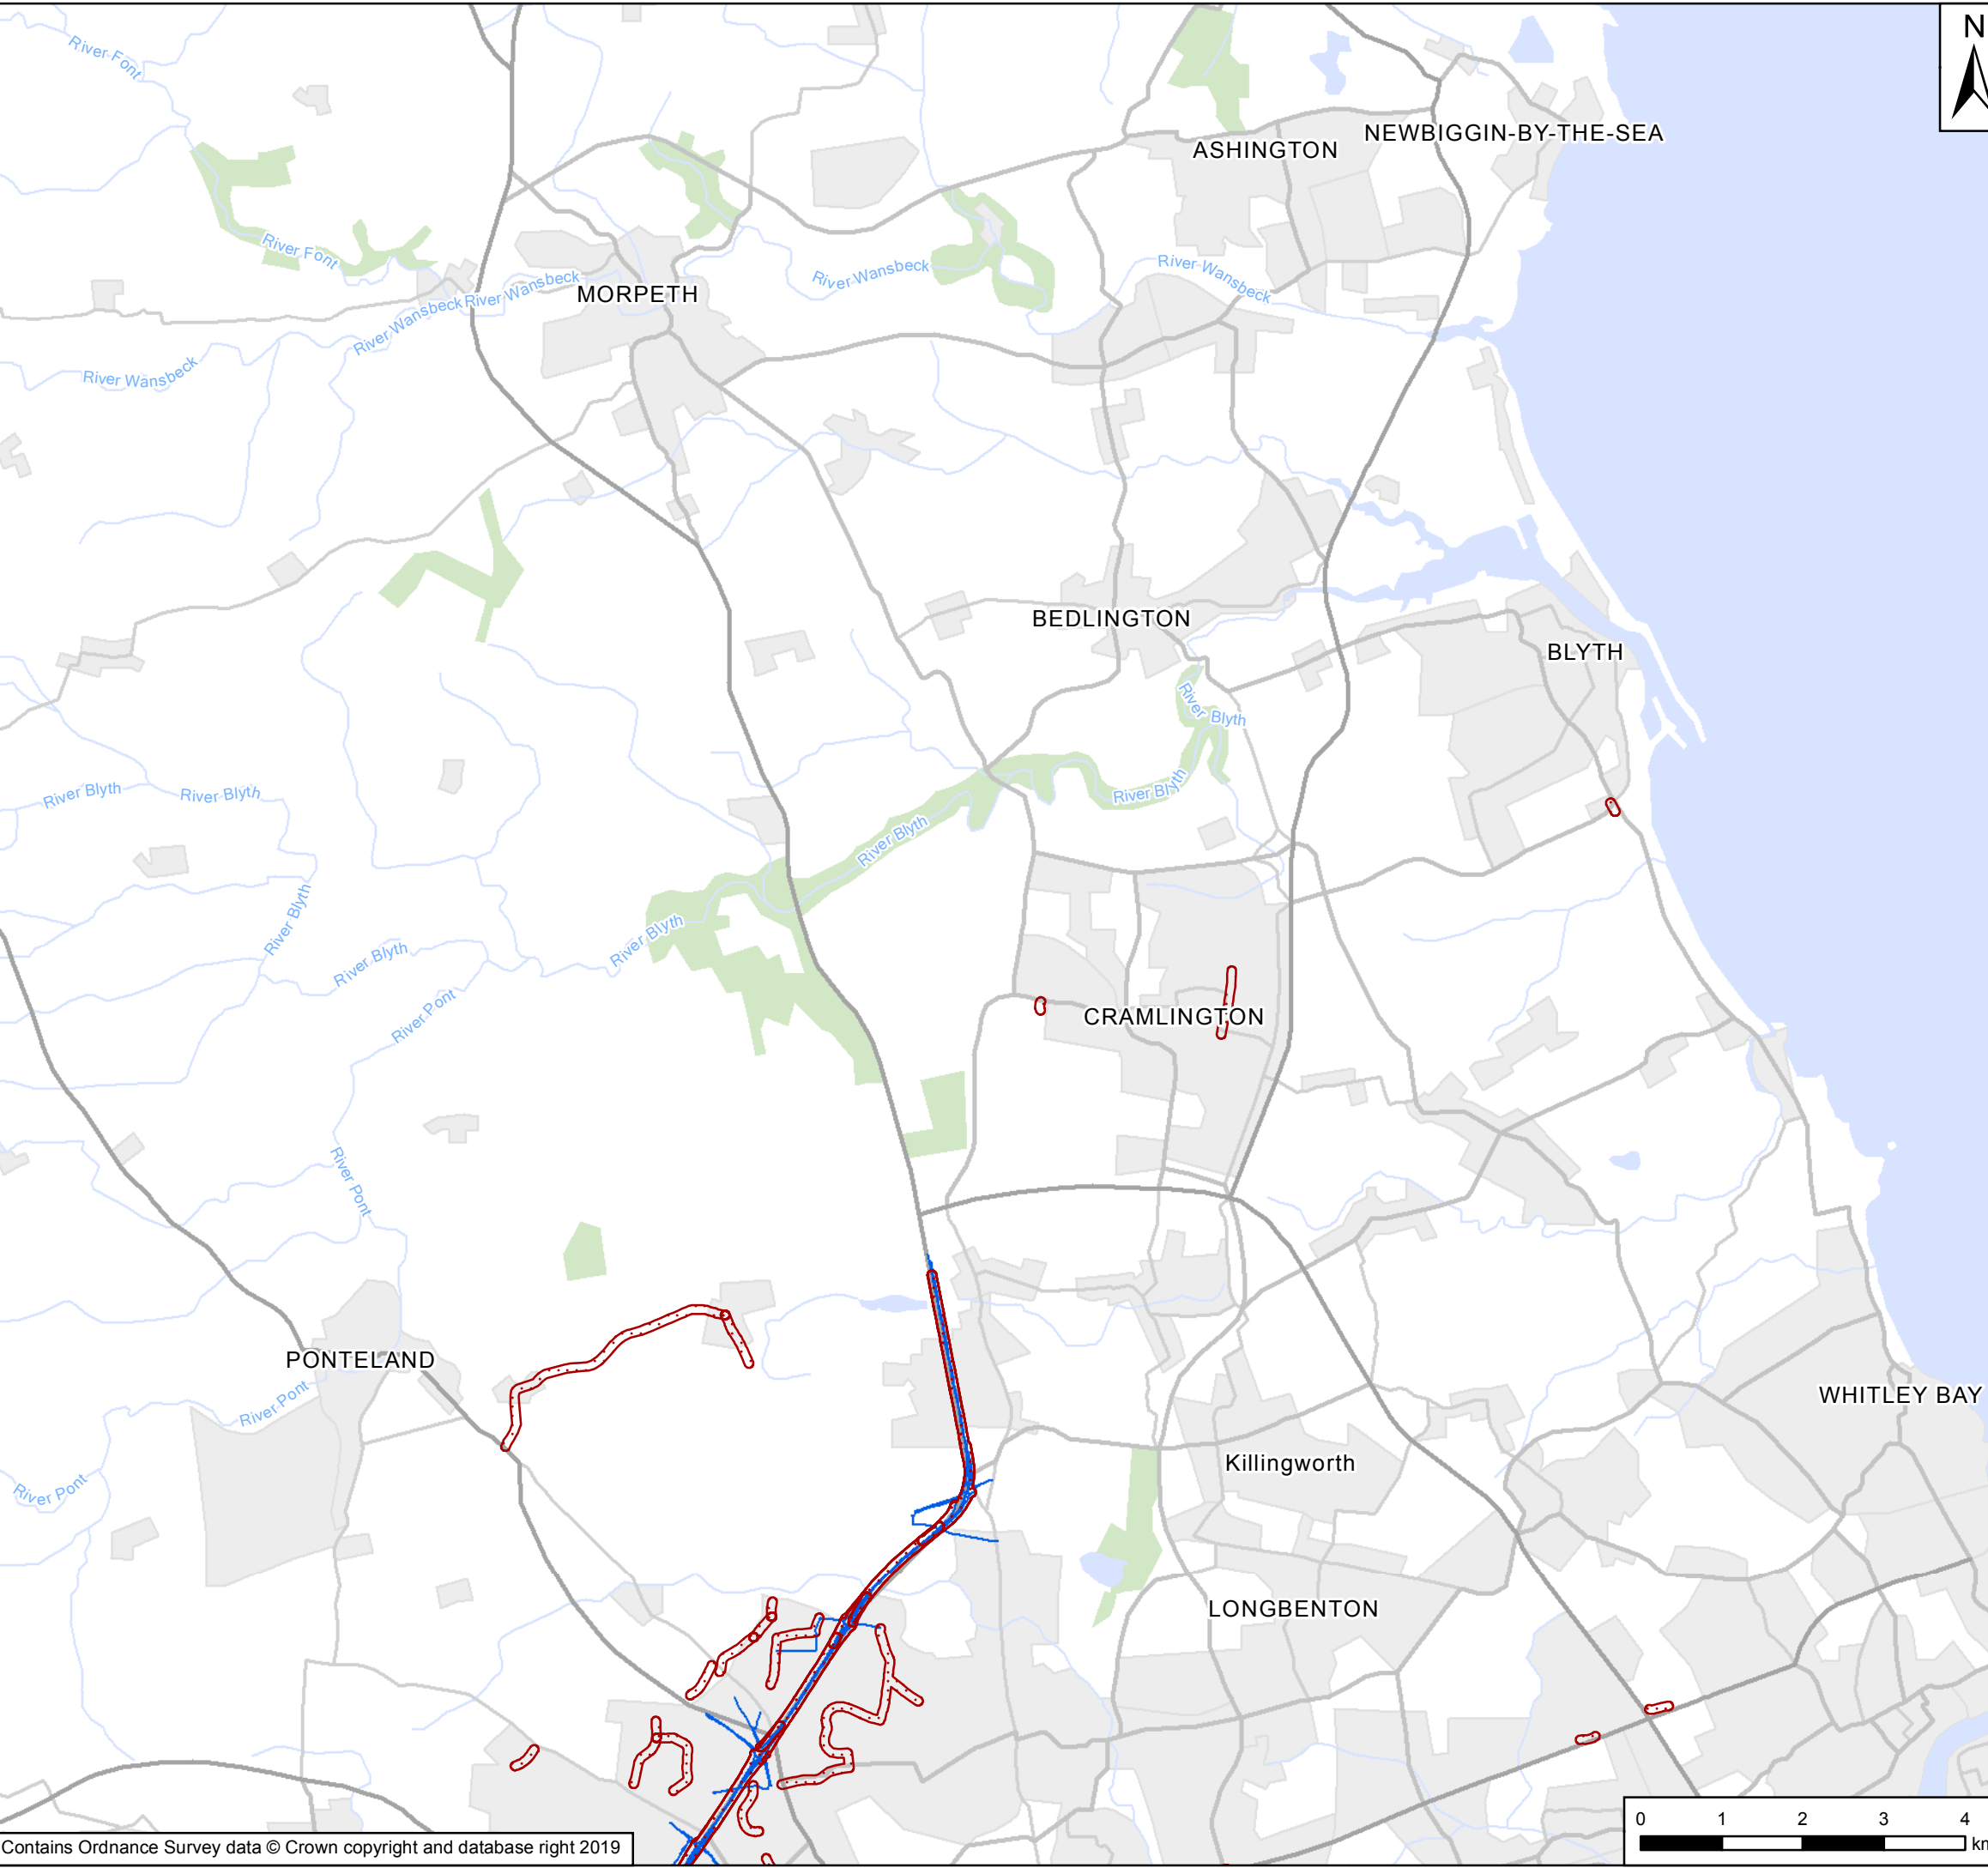 River Font
N
NEWBIGGIN-BY-THE-SEA
ASHINGTON
River Font
River Wansbeck
River Wansbeck
River Wansbeck
MORPETH
River Wansbeck
River Wansbeck
BEDLINGTON
BLYTH
River Blyth
River Blyth
River Blyth
River Blyth
River Blyth
River Blyth
River Blyth
River Blyth
River Pont
CRAMLINGTON
River Pont
PONTELAND
River Pont
WHITLEY BAY
Killingworth
River Pont
LONGBENTON
0 1 2 3 4
km
Contains Ordnance Survey data © Crown copyright and database right 2019